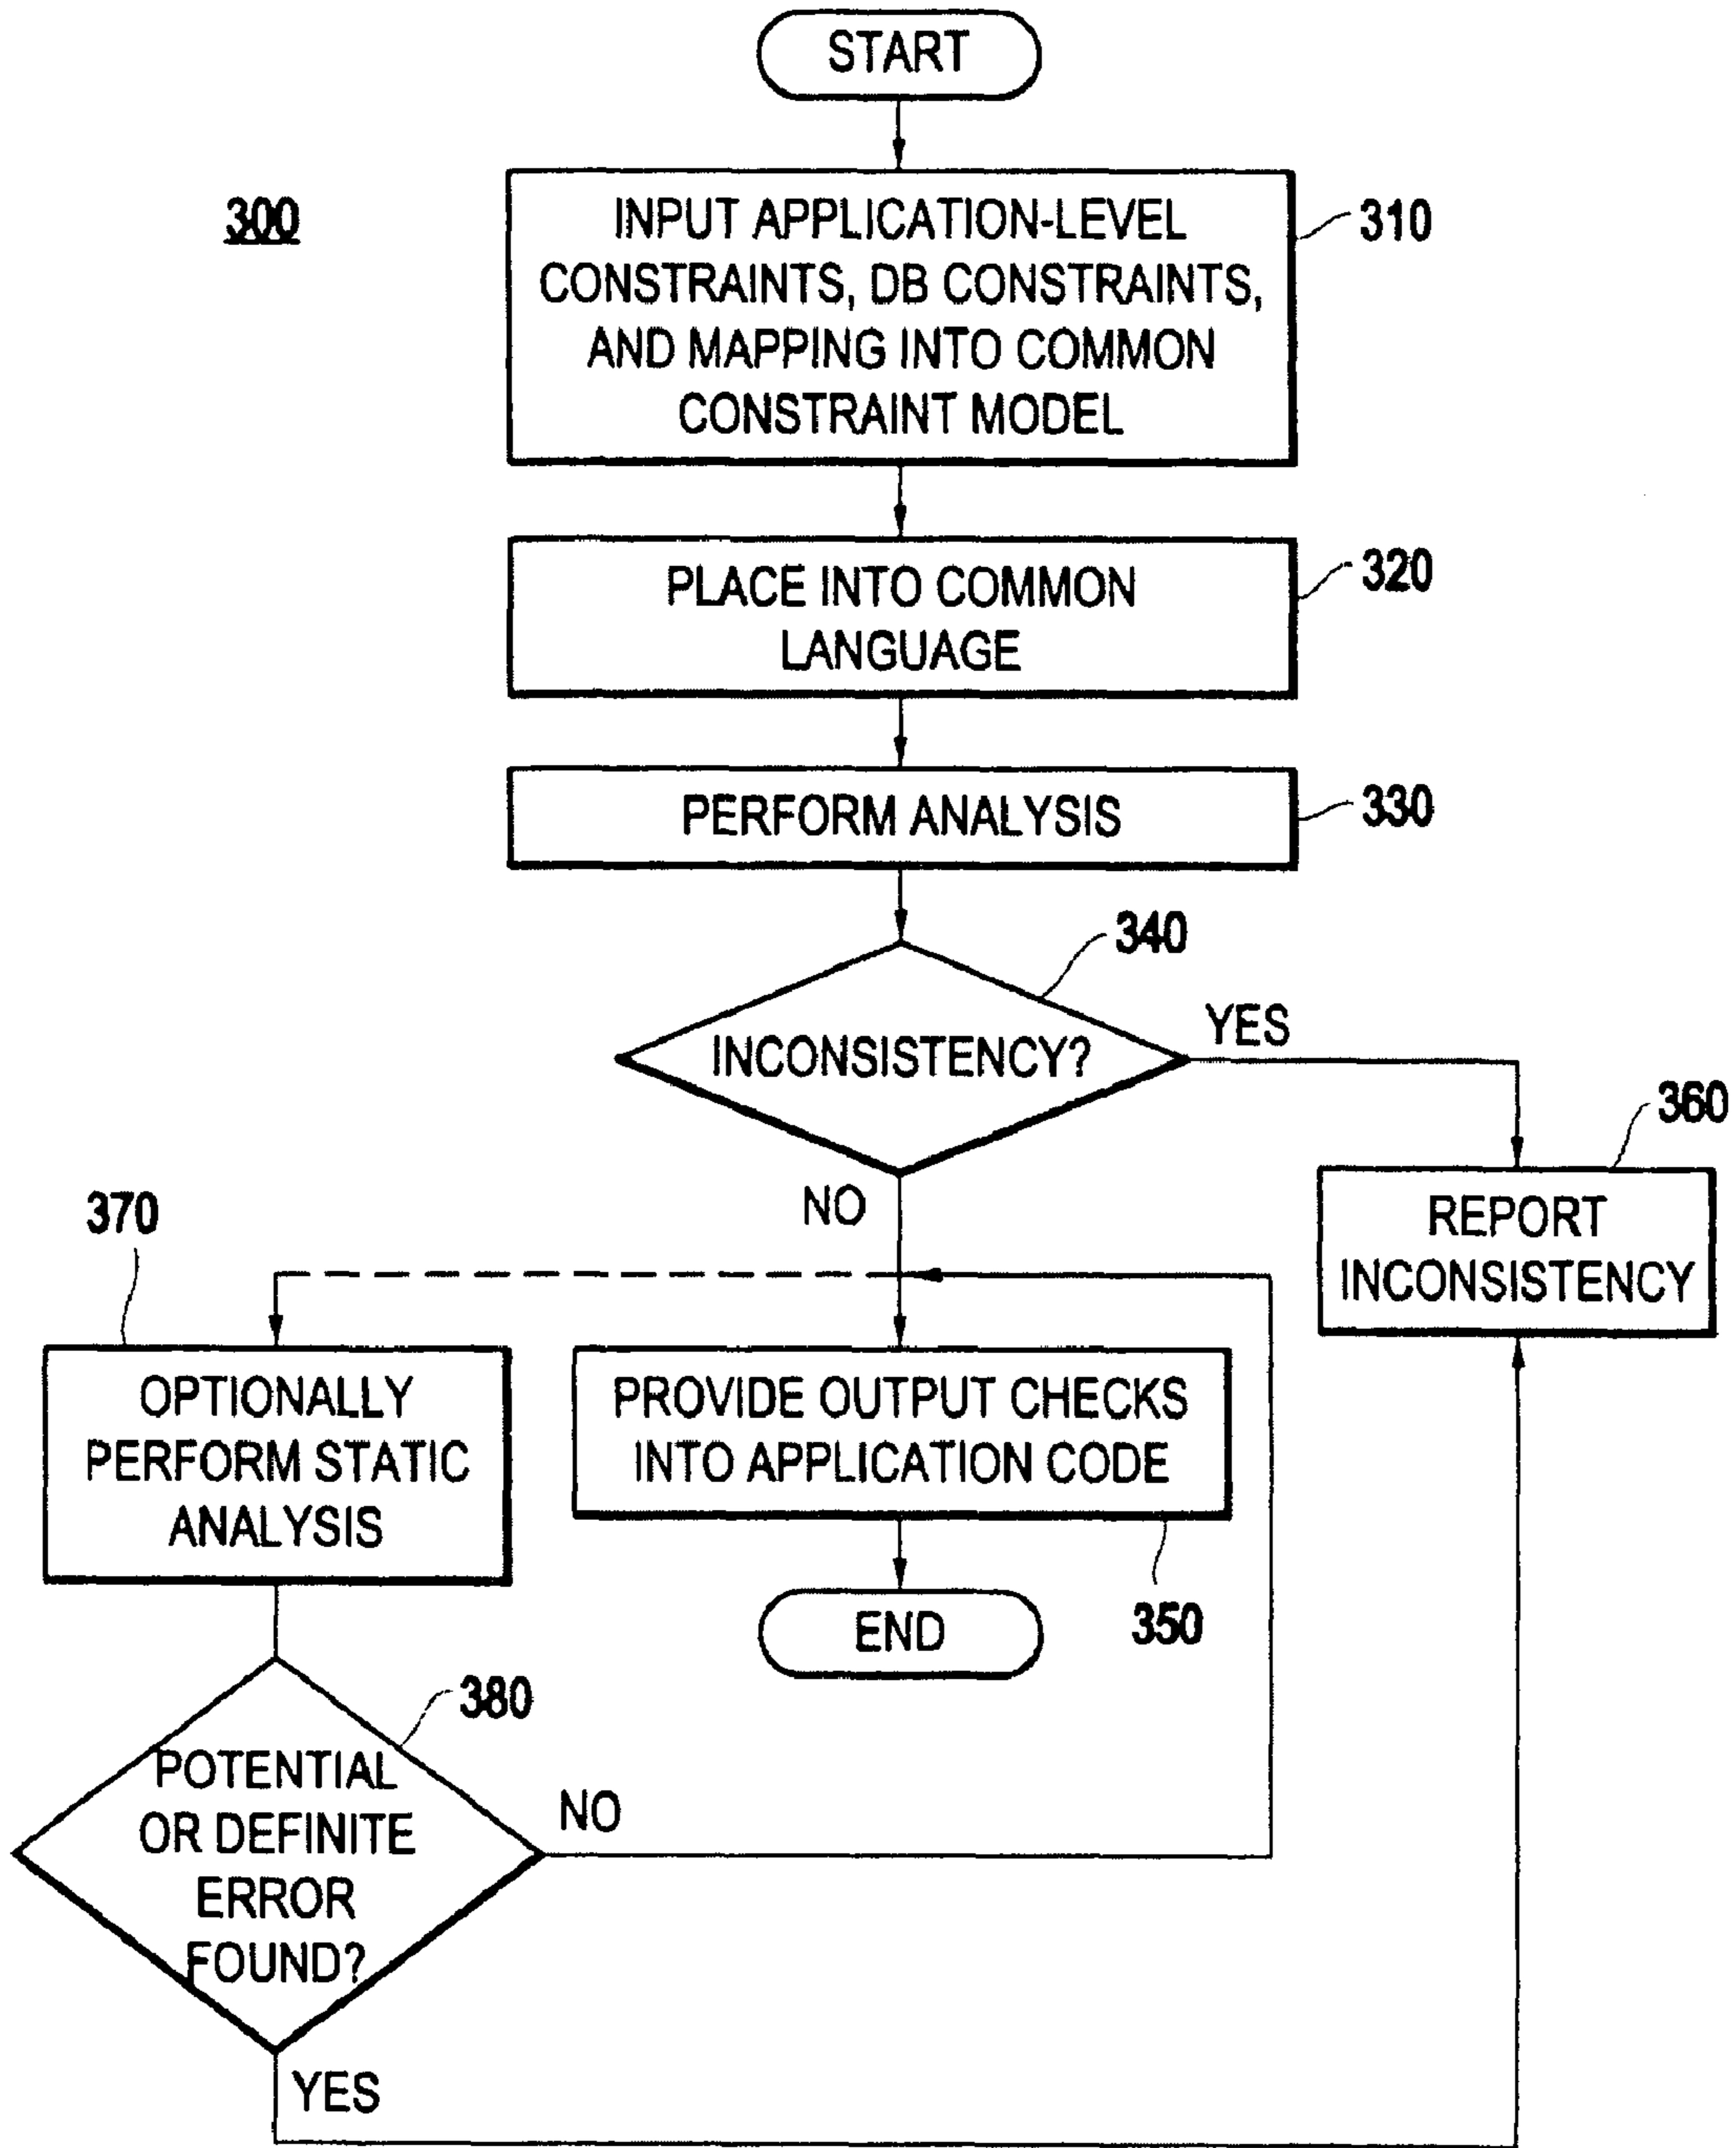 START
300
INPUT APPLICATION-LEVEL
CONSTRAINTS, DB CONSTRAINTS,
AND MAPPING INTO COMMON
CONSTRAINT MODEL
310
PLACE INTO COMMON
LANGUAGE
320
PERFORM ANALYSIS
330
340
INCONSISTENCY?
YES
NO
360
REPORT
INCONSISTENCY
370
OPTIONALLY
PERFORM STATIC
ANALYSIS
PROVIDE OUTPUT CHECKS
INTO APPLICATION CODE
350
END
380
POTENTIAL
OR DEFINITE
ERROR
FOUND?
NO
YES